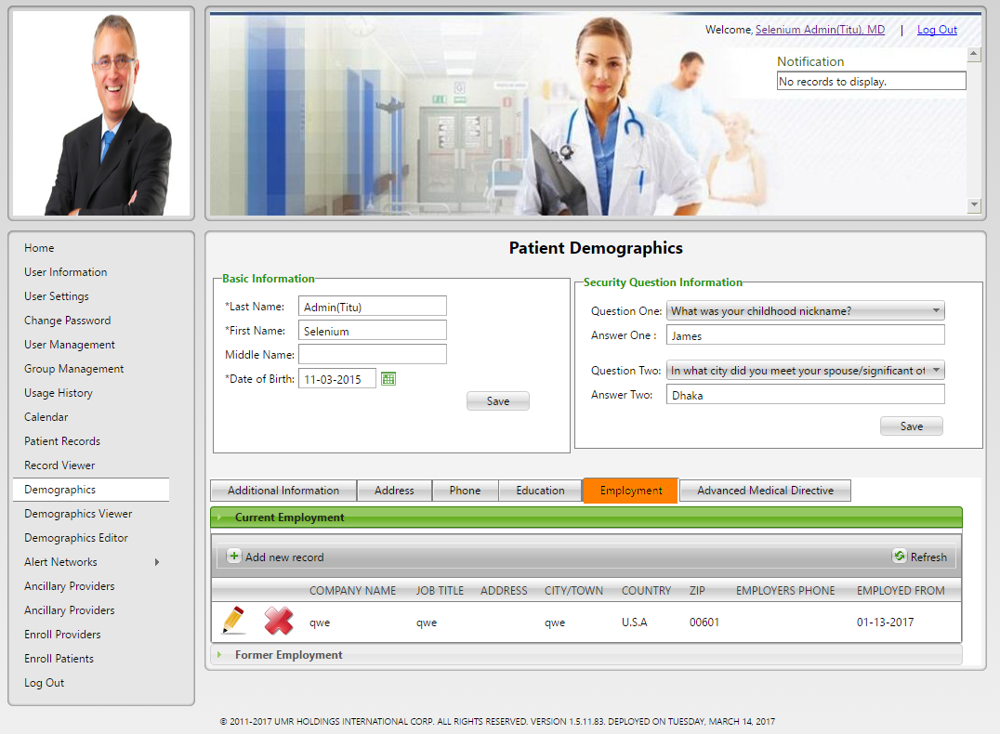 Welcome, Selenium Admin(Titu), MD | Log Out
Notification
No records to display.
Home
User Information
User Settings
Change Password
User Management
Group Management
Usage History
Calendar
Patient Records
Record Viewer
Demographics
Demographics Viewer
Demographics Editor
Alert Networks
Ancillary Providers
Ancillary Providers
Enroll Providers
Enroll Patients
Log Out
Patient Demographics
Basic Information
*Last Name: Admin(Titu)
*First Name: Selenium
Middle Name:
*Date of Birth: 11-03-2015
Save
Security Question Information
Question One: What was your childhood nickname?
Answer One : James
Question Two: In what city did you meet your spouse/significant ot
Answer Two: Dhaka
Save
Additional Information Address Phone Education Employment Advanced Medical Directive
Current Employment
Add new record Refresh
COMPANY NAME JOB TITLE ADDRESS CITY/TOWN COUNTRY ZIP EMPLOYERS PHONE EMPLOYED FROM
qwe qwe qwe U.S.A 00601 01-13-2017
Former Employment
© 2011-2017 UMR HOLDINGS INTERNATIONAL CORP. ALL RIGHTS RESERVED. VERSION 1.5.11.83. DEPLOYED ON TUESDAY, MARCH 14, 2017